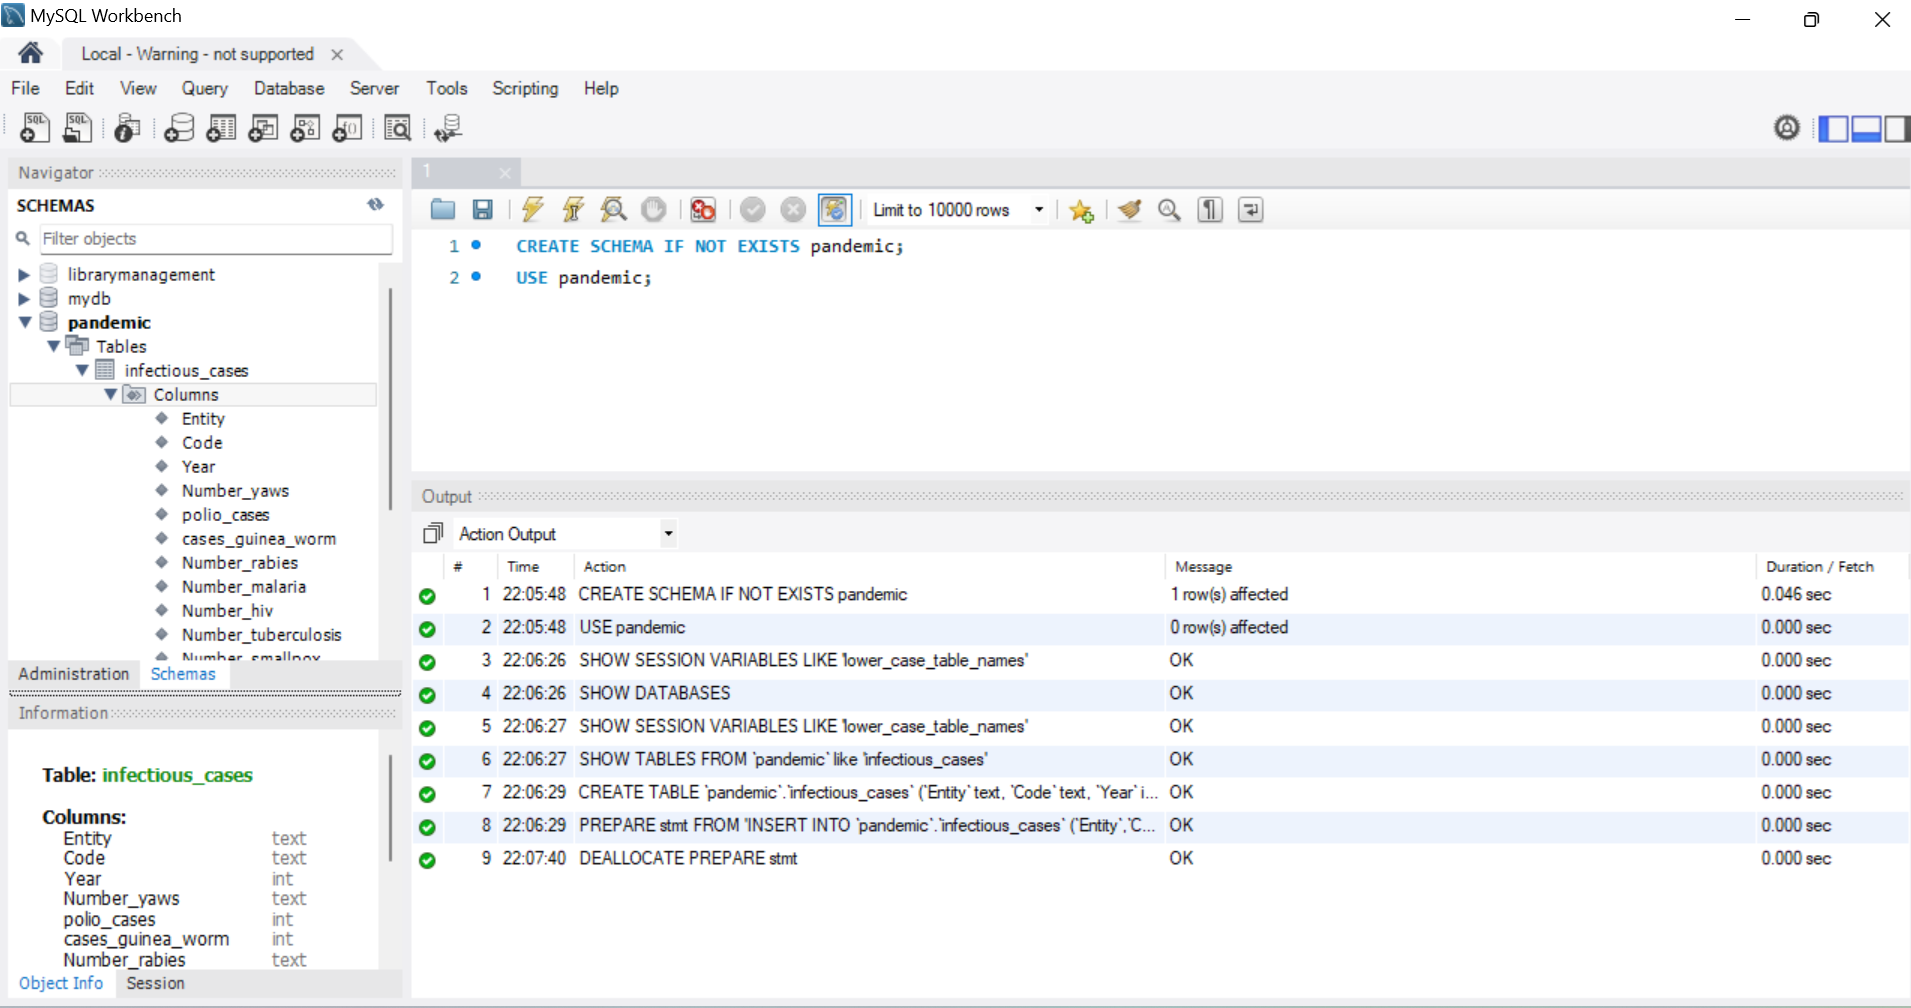 MySQL Workbench
Local - Warning - not supported
File Edit View Query Database Server Tools Scripting Help
Navigator
SCHEMAS
Filter objects
librarymanagement
mydb
pandemic
Tables
infectious_cases
Columns
Entity
Code
Year
Number_yaws
polio_cases
cases_guinea_worm
Number_rabies
Number_malaria
Number_hiv
Number_tuberculosis
Number_smallpox
Administration Schemas
Information
Table: infectious_cases
Columns:
Entity text
Code text
Year int
Number_yaws text
polio_cases int
cases_guinea_worm int
Number_rabies text
Object Info Session
1
Limit to 10000 rows
1 CREATE SCHEMA IF NOT EXISTS pandemic;
2 USE pandemic;
Output
Action Output
# Time Action Message Duration / Fetch
1 22:05:48 CREATE SCHEMA IF NOT EXISTS pandemic 1 row(s) affected 0.046 sec
2 22:05:48 USE pandemic 0 row(s) affected 0.000 sec
3 22:06:26 SHOW SESSION VARIABLES LIKE 'lower_case_table_names' OK 0.000 sec
4 22:06:26 SHOW DATABASES OK 0.000 sec
5 22:06:27 SHOW SESSION VARIABLES LIKE 'lower_case_table_names' OK 0.000 sec
6 22:06:27 SHOW TABLES FROM `pandemic` like 'infectious_cases' OK 0.000 sec
7 22:06:29 CREATE TABLE `pandemic`.`infectious_cases` (`Entity` text, `Code` text, `Year` i... OK 0.000 sec
8 22:06:29 PREPARE stmt FROM 'INSERT INTO `pandemic`.`infectious_cases` (`Entity`,`C... OK 0.000 sec
9 22:07:40 DEALLOCATE PREPARE stmt OK 0.000 sec